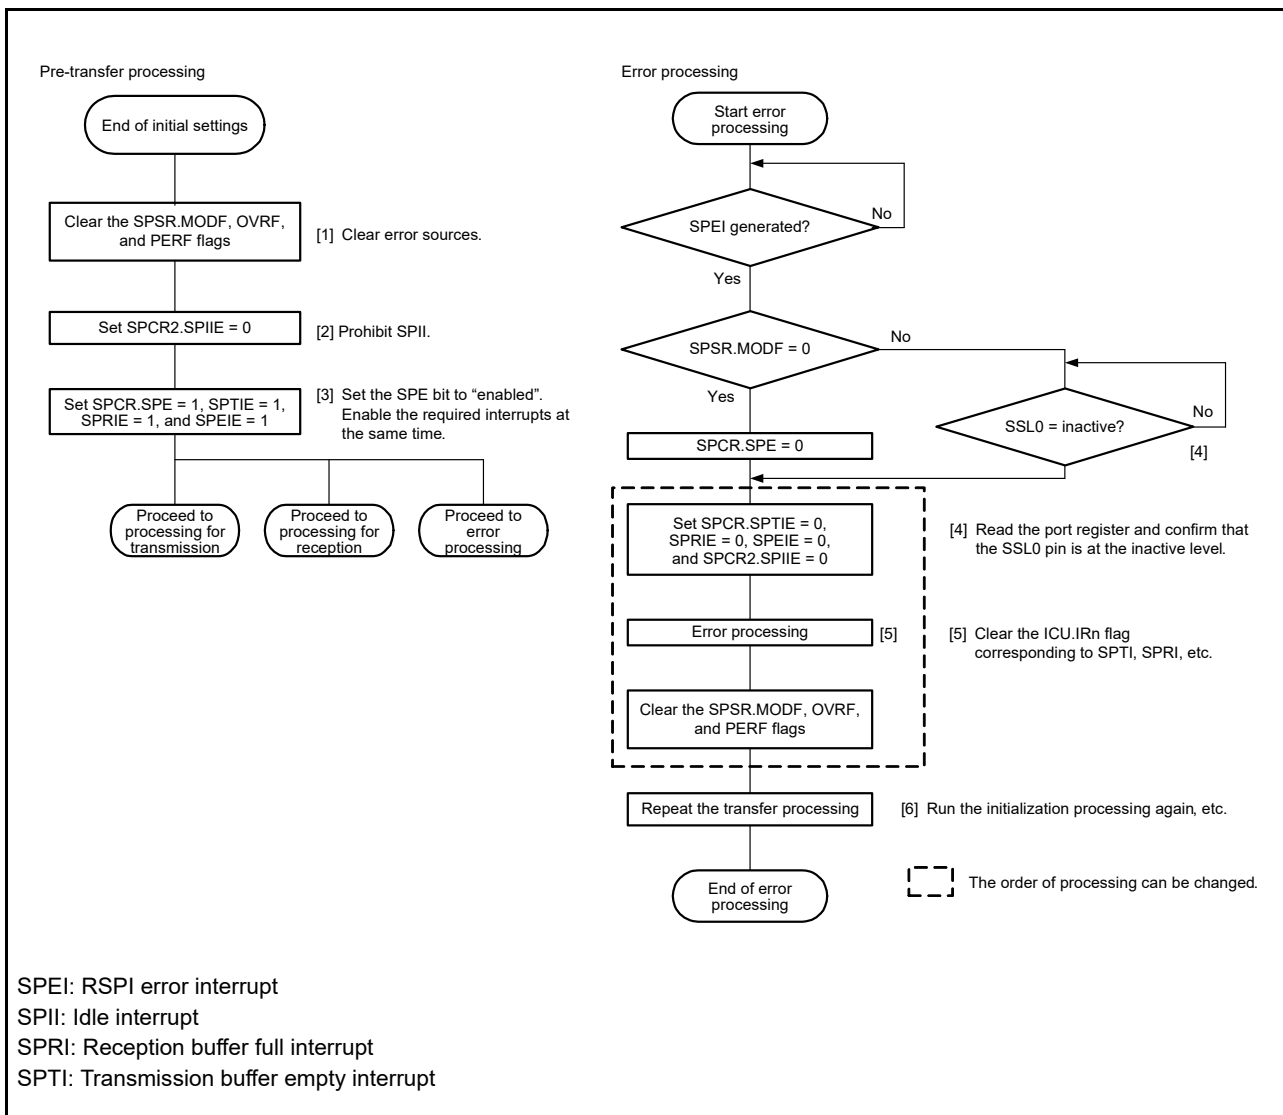 Pre-transfer processing
End of initial settings
Clear the SPSR.MODF, OVRF,
and PERF flags
[1] Clear error sources.
Set SPCR2.SPIIE = 0
[2] Prohibit SPII.
Set SPCR.SPE = 1, SPTIE = 1,
SPRIE = 1, and SPEIE = 1
[3] Set the SPE bit to “enabled”.
Enable the required interrupts at
the same time.
Proceed to
processing for
transmission
Proceed to
processing for
reception
Proceed to
error
processing
Error processing
Start error
processing
SPEI generated?
No
Yes
SPSR.MODF = 0
No
Yes
SSL0 = inactive?
No
[4]
SPCR.SPE = 0
Set SPCR.SPTIE = 0,
SPRIE = 0, SPEIE = 0,
and SPCR2.SPIIE = 0
[4] Read the port register and confirm that
the SSL0 pin is at the inactive level.
Error processing
[5]
[5] Clear the ICU.IRn flag
corresponding to SPTI, SPRI, etc.
Clear the SPSR.MODF, OVRF,
and PERF flags
Repeat the transfer processing
[6] Run the initialization processing again, etc.
End of error
processing
The order of processing can be changed.
SPEI: RSPI error interrupt
SPII: Idle interrupt
SPRI: Reception buffer full interrupt
SPTI: Transmission buffer empty interrupt